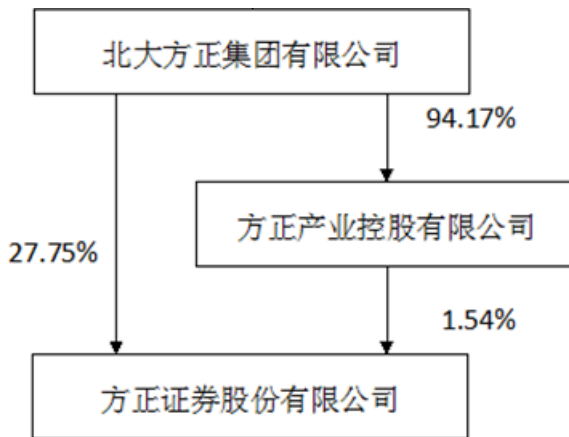 北大方正集团有限公司
94.17%
方正产业控股有限公司
27.75%
1.54%
方正证券股份有限公司